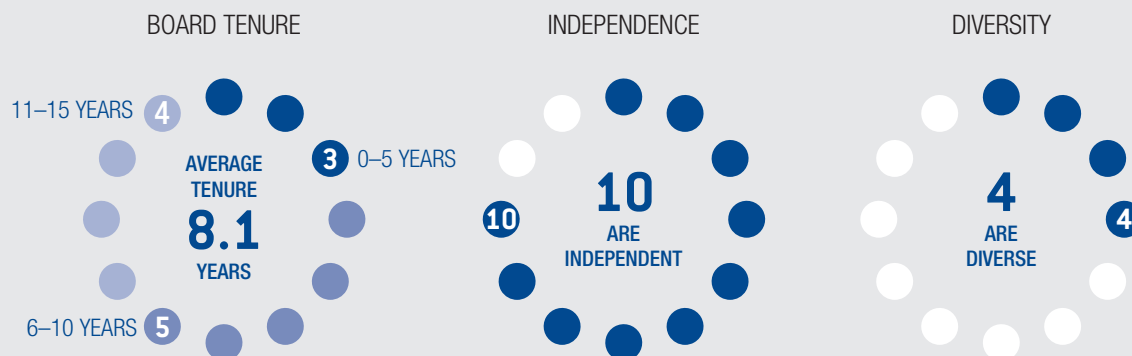 BOARD TENURE
11–15 YEARS
4
3
0–5 YEARS
AVERAGE
TENURE
8.1
YEARS
6–10 YEARS
5
INDEPENDENCE
10
10
ARE
INDEPENDENT
DIVERSITY
4
ARE
DIVERSE
4